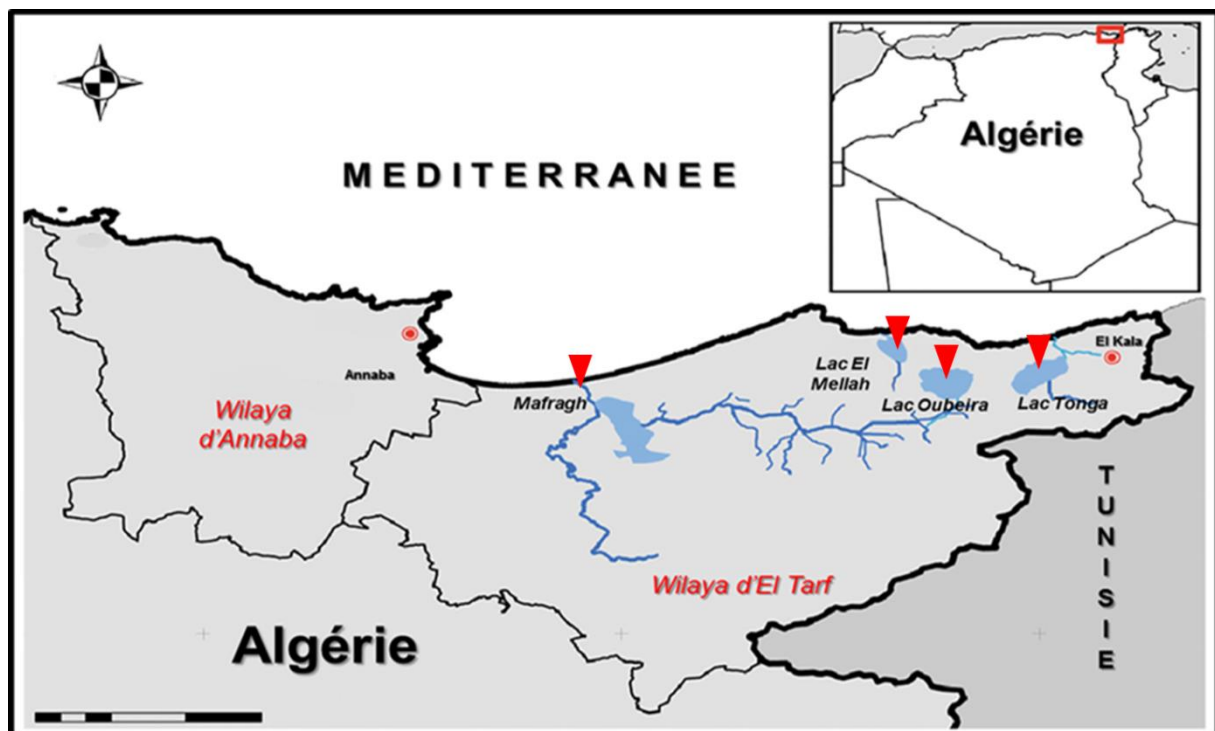 Algérie
MEDITERRANEE
El Kala
Lac El
Mellah
Annaba
Mafragh
Lac Oubeira
Lac Tonga
Wilaya
d'Annaba
TUNISIE
Wilaya d'El Tarf
Algérie